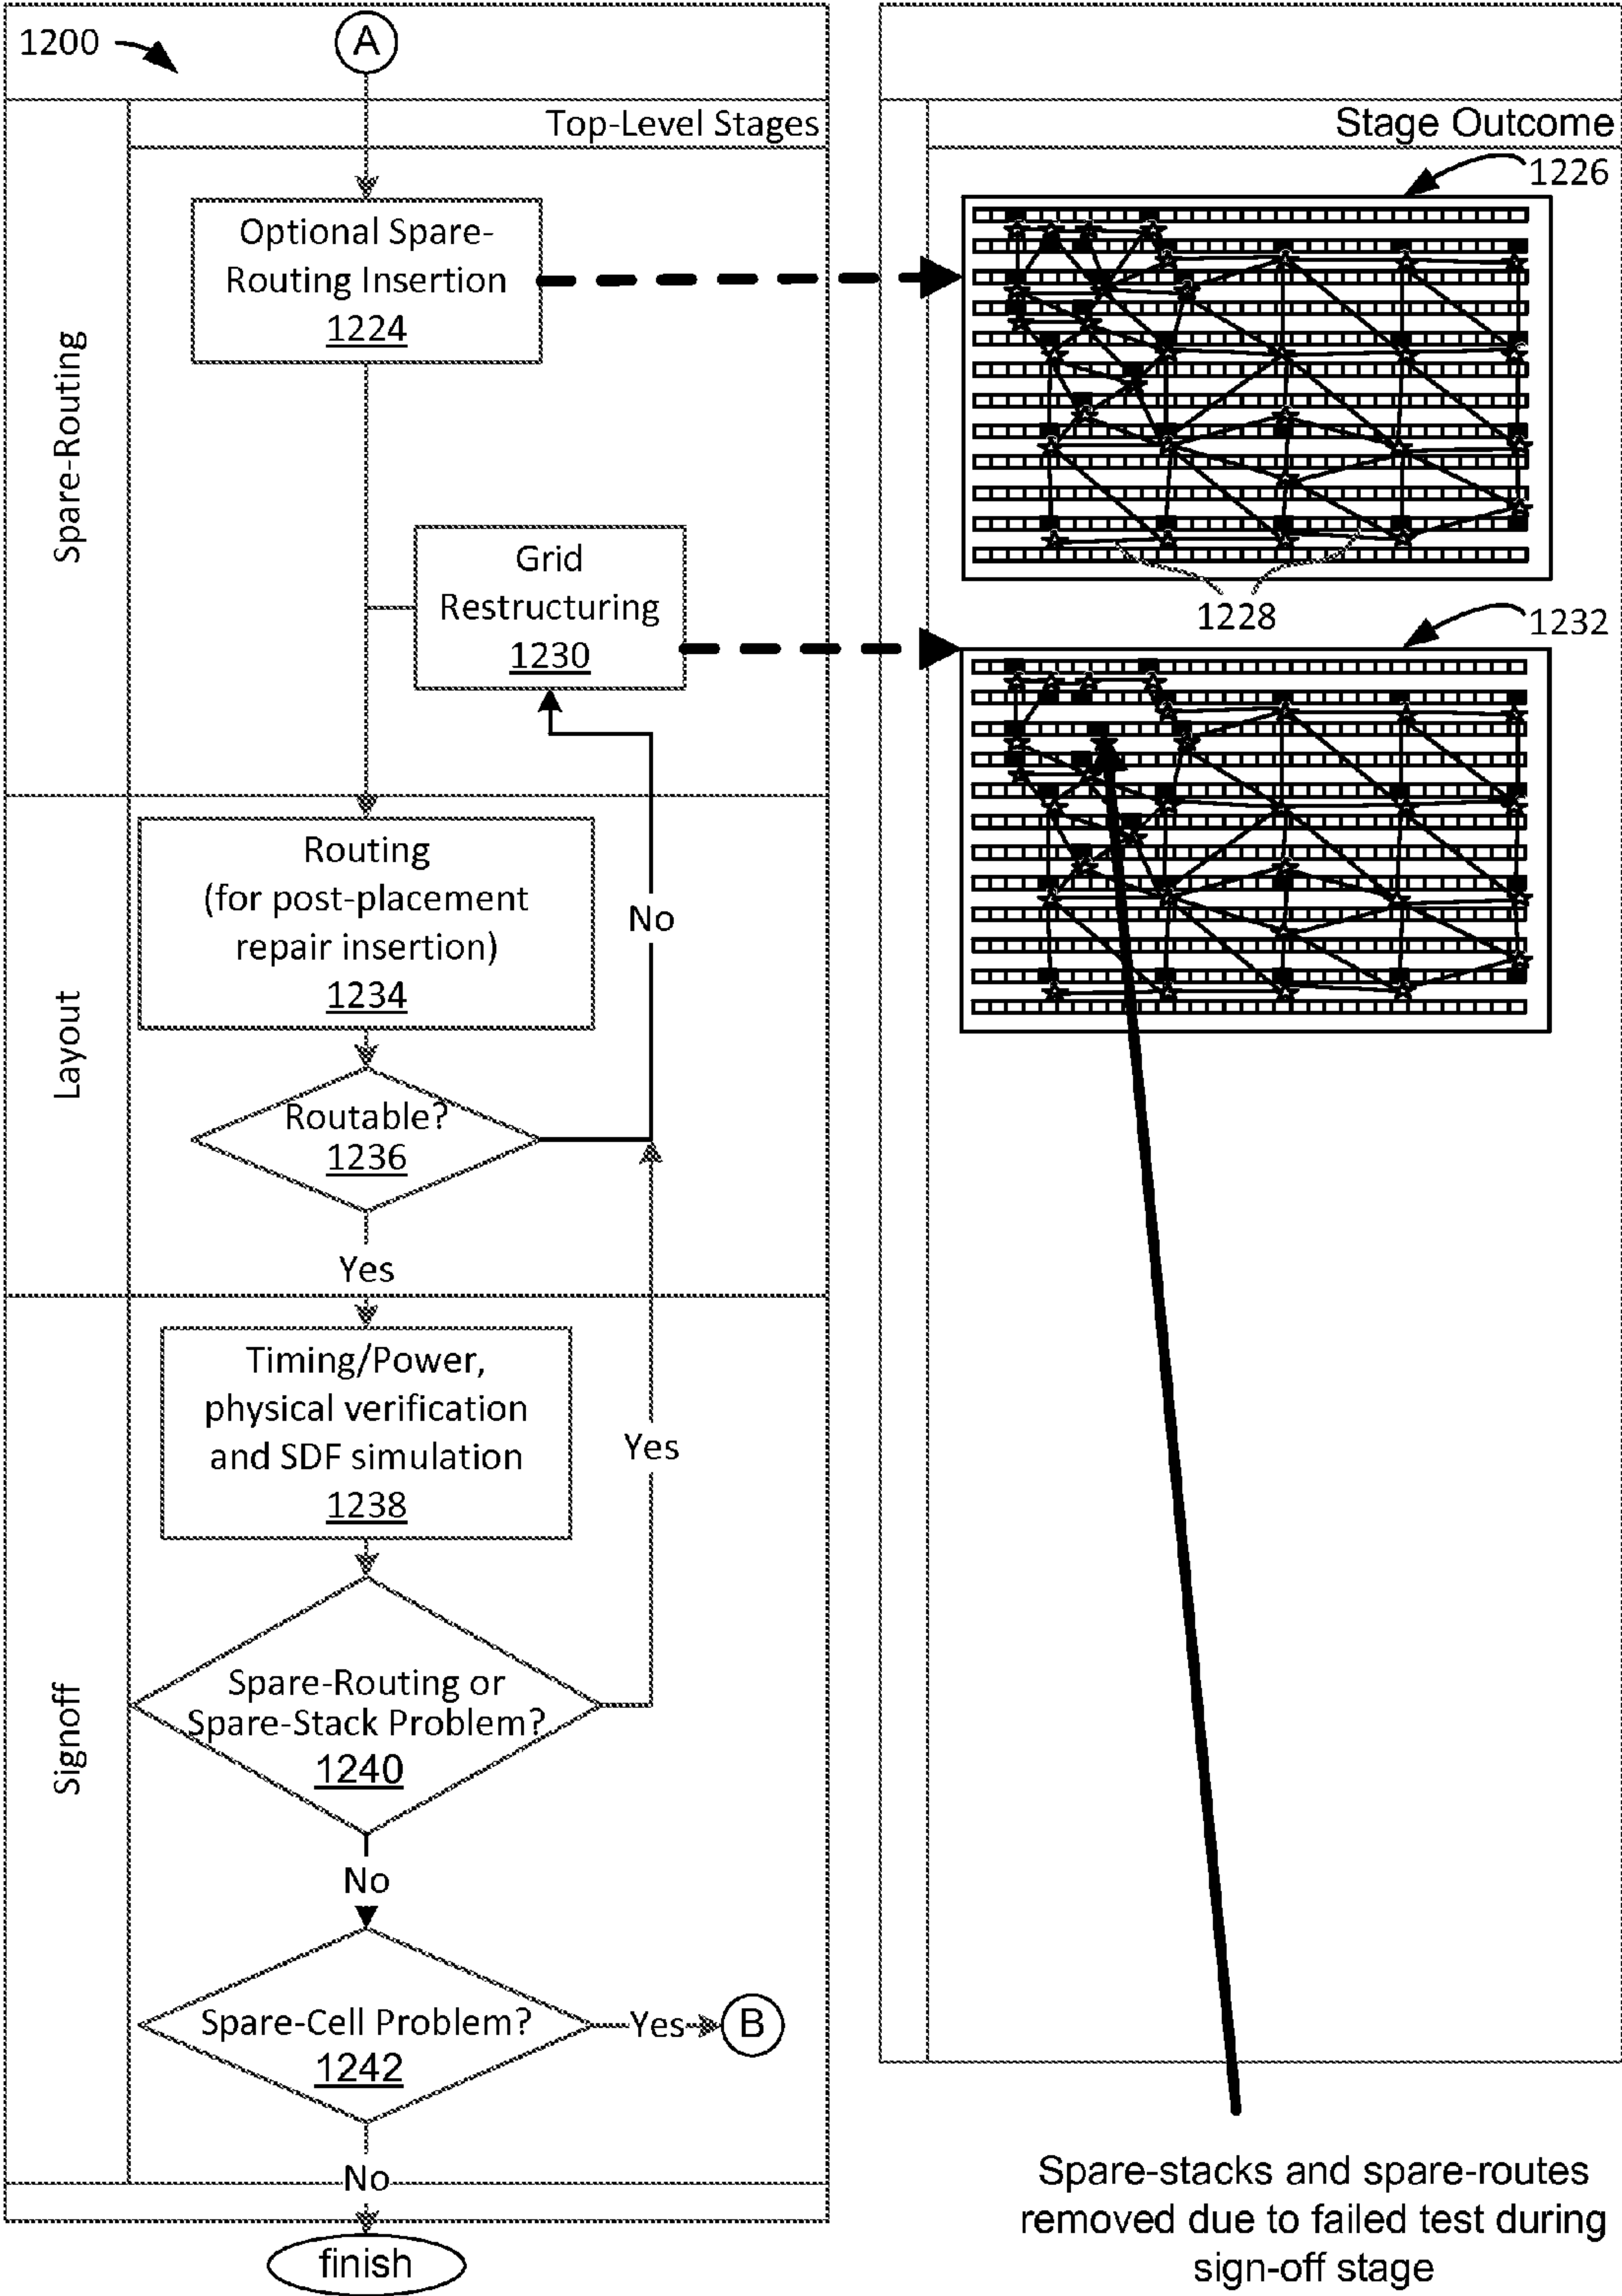 1200
A
Top-Level Stages
Stage Outcome
Spare-Routing
Optional Spare-
Routing Insertion
1224
1226
1228
Grid
Restructuring
1230
1232
Layout
Routing
(for post-placement
repair insertion)
1234
No
Routable?
1236
Yes
Signoff
Timing/Power,
physical verification
and SDF simulation
1238
Yes
Spare-Routing or
Spare-Stack Problem?
1240
No
Spare-Cell Problem?
1242
Yes
B
No
finish
Spare-stacks and spare-routes
removed due to failed test during
sign-off stage